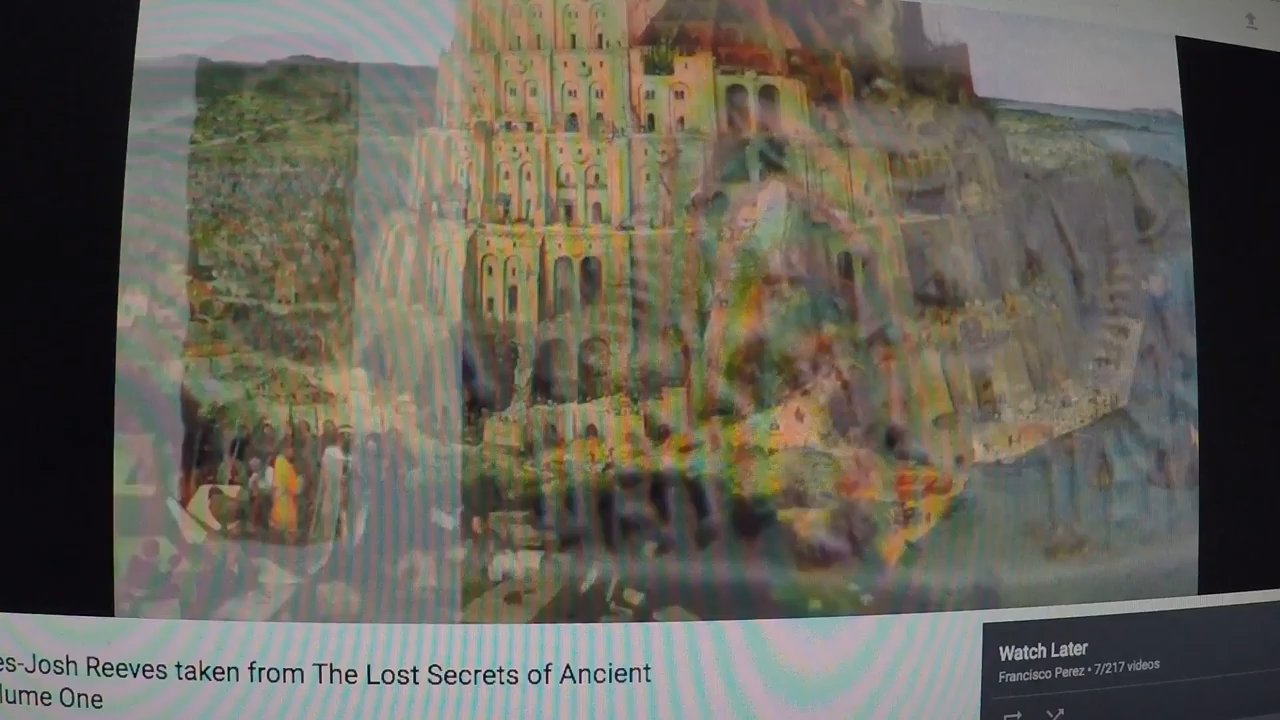 es-Josh Reeves taken from The Lost Secrets of Ancient
lume One
Watch Later
Francisco Perez • 7/217 videos